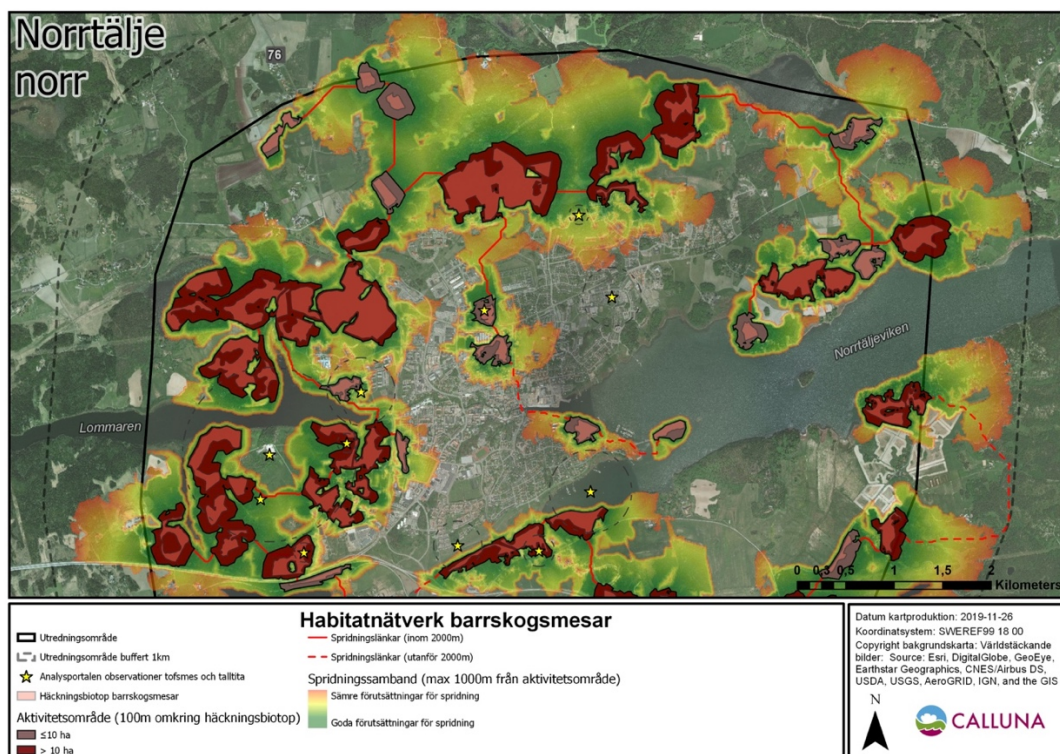 Norrtälje
norr
76
Norrtäljeviken
Lommaren
0 0,3 0,5 1 1,5 2
Kilometers
Habitatnätverk barrskogsmesar
Utredningsområde
Utredningsområde buffert 1km
Analysportalen observationer tofsmes och talltita
Häckningsbiotop barrskogsmesar
Aktivitetsområde (100m omkring häckningsbiotop)
≤10 ha
> 10 ha
Spridningslänkar (inom 2000m)
Spridningslänkar (utanför 2000m)
Spridningssamband (max 1000m från aktivitetsområde)
Sämre förutsättningar för spridning
Goda förutsättningar för spridning
Datum kartproduktion: 2019-11-26
Koordinatsystem: SWEREF99 18 00
Copyright bakgrundskarta: Världstäckande
bilder: Source: Esri, DigitalGlobe, GeoEye,
Earthstar Geographics, CNES/Airbus DS,
USDA, USGS, AeroGRID, IGN, and the GIS
N
CALLUNA